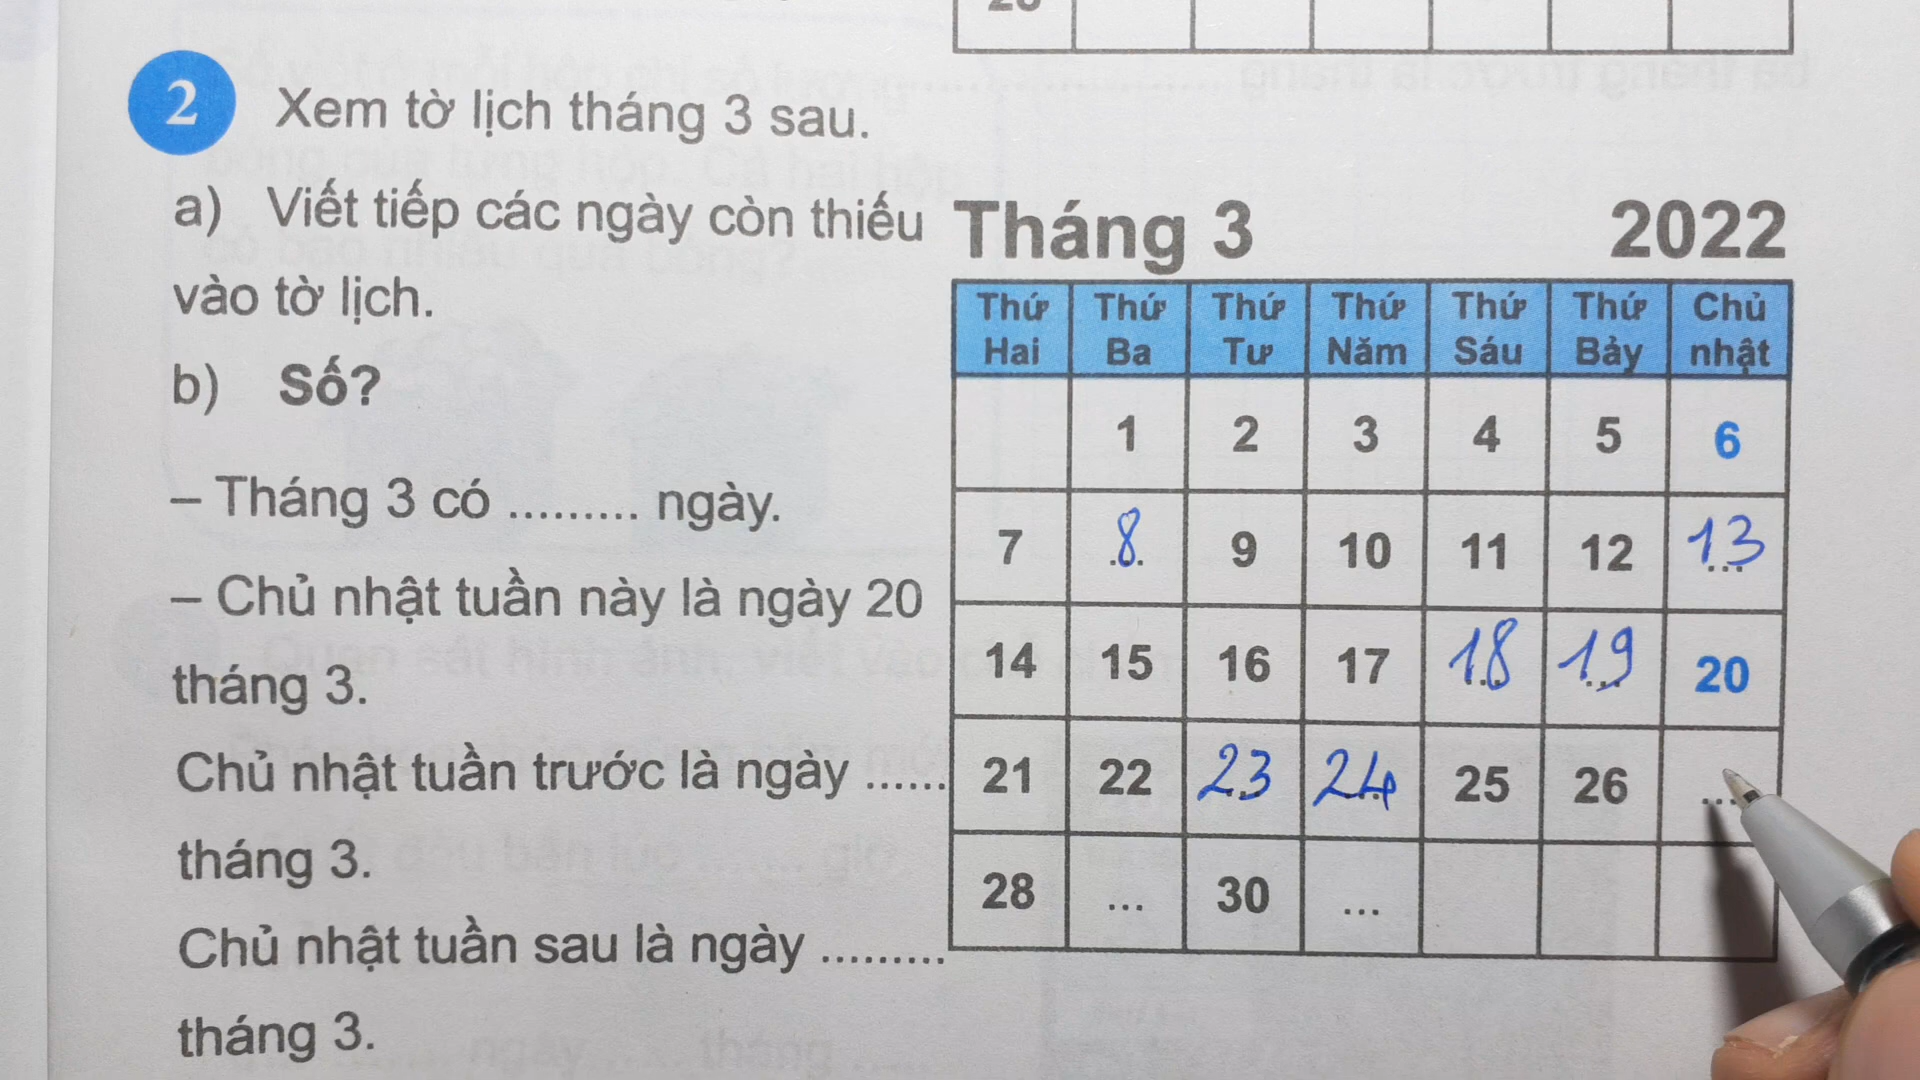 2 Xem tờ lịch tháng 3 sau.
a) Viết tiếp các ngày còn thiếu
vào tờ lịch.
b) Số?
– Tháng 3 có ......... ngày.
– Chủ nhật tuần này là ngày 20
tháng 3.
Chủ nhật tuần trước là ngày ......
tháng 3.
Chủ nhật tuần sau là ngày .........
tháng 3.
Tháng 3 2022
Thứ Hai Thứ Ba Thứ Tư Thứ Năm Thứ Sáu Thứ Bảy Chủ nhật
1 2 3 4 5 6
7 8 9 10 11 12 13
14 15 16 17 18 19 20
21 22 23 24 25 26 ...
28 ... 30 ...